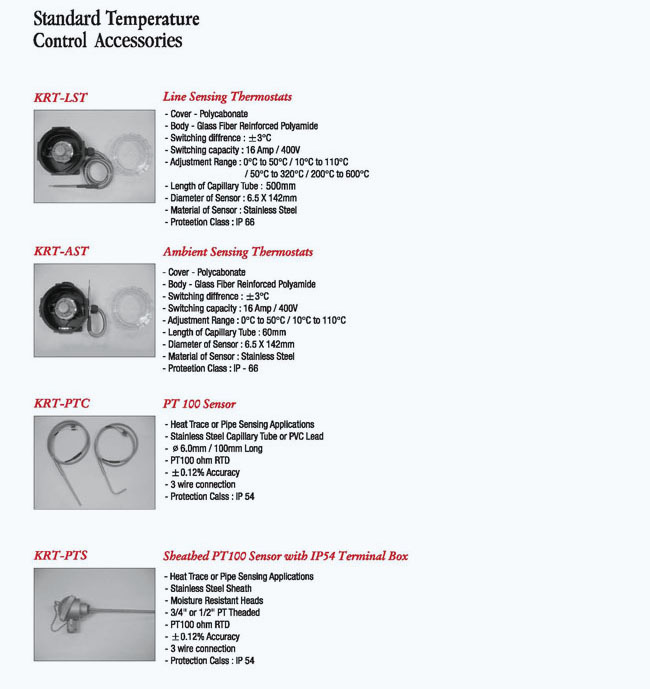 Standard Temperature
Control Accessories
KRT-LST
Line Sensing Thermostats
- Cover - Polycabonate
- Body - Glass Fiber Reinforced Polyamide
- Switching diffrence : ±3°C
- Switching capacity : 16 Amp / 400V
- Adjustment Range : 0°C to 50°C / 10°C to 110°C
/ 50°C to 320°C / 200°C to 600°C
- Length of Capillary Tube : 500mm
- Diameter of Sensor : 6.5 X 142mm
- Material of Sensor : Stainless Steel
- Proteetion Class : IP 66
KRT-AST
Ambient Sensing Thermostats
- Cover - Polycabonate
- Body - Glass Fiber Reinforced Polyamide
- Switching diffrence : ±3°C
- Switching capacity : 16 Amp / 400V
- Adjustment Range : 0°C to 50°C / 10°C to 110°C
- Length of Capillary Tube : 60mm
- Diameter of Sensor : 6.5 X 142mm
- Material of Sensor : Stainless Steel
- Proteetion Class : IP - 66
KRT-PTC
PT 100 Sensor
- Heat Trace or Pipe Sensing Applications
- Stainless Steel Capillary Tube or PVC Lead
- ø 6.0mm / 100mm Long
- PT100 ohm RTD
- ±0.12% Accuracy
- 3 wire connection
- Protection Calss : IP 54
KRT-PTS
Sheathed PT100 Sensor with IP54 Terminal Box
- Heat Trace or Pipe Sensing Applications
- Stainless Steel Sheath
- Moisture Resistant Heads
- 3/4" or 1/2" PT Theaded
- PT100 ohm RTD
- ±0.12% Accuracy
- 3 wire connection
- Protection Calss : IP 54